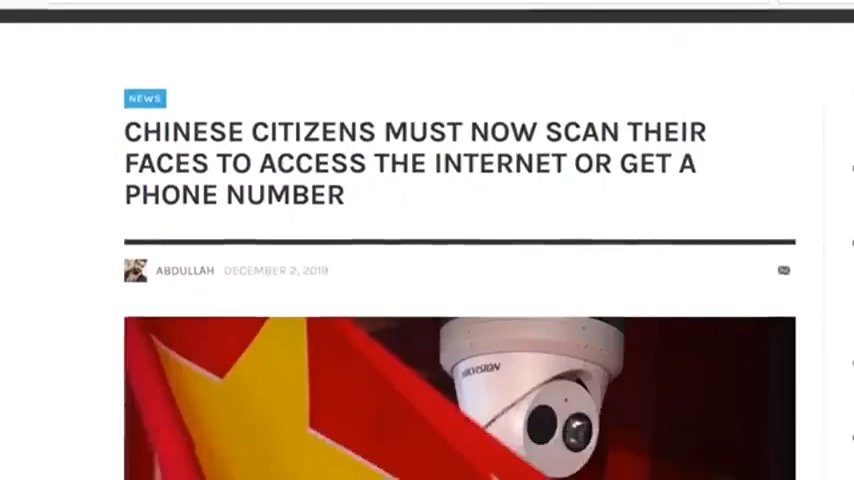 NEWS
CHINESE CITIZENS MUST NOW SCAN THEIR
FACES TO ACCESS THE INTERNET OR GET A
PHONE NUMBER
ABDULLAH DECEMBER 2, 2019
HIKVISION